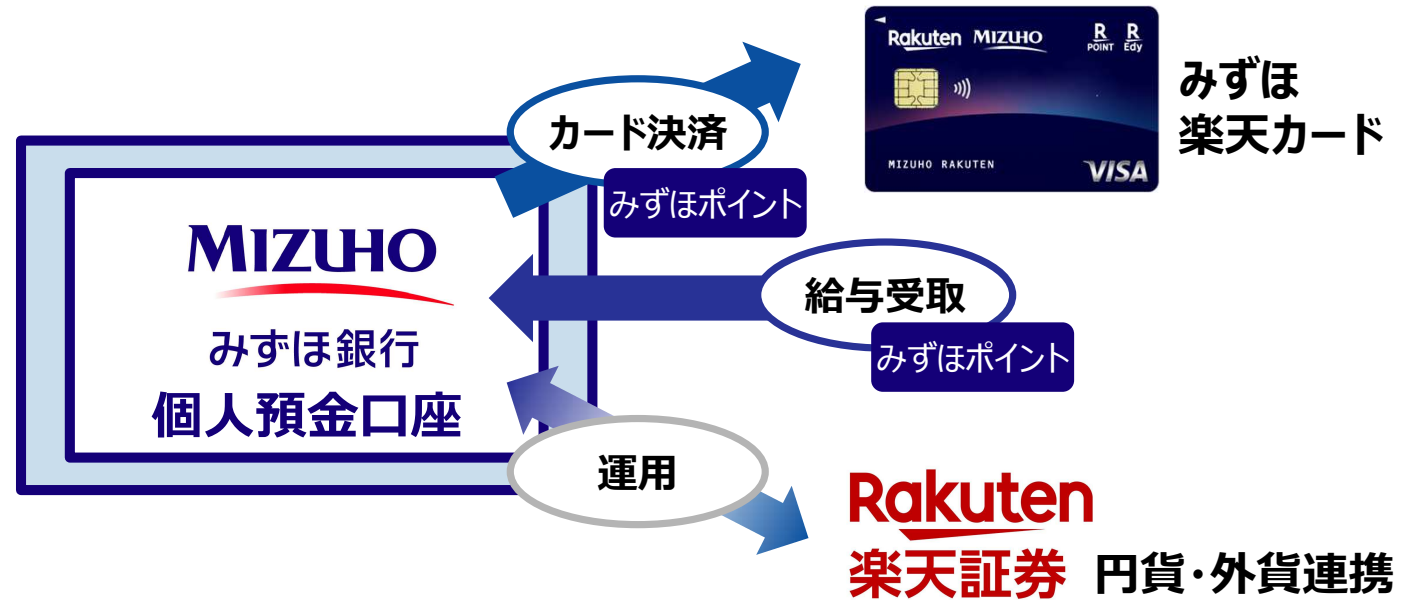 Rakuten MIZUHO
R
POINT
R
Edy
MIZUHO RAKUTEN
VISA
みずほ
楽天カード
カード決済
みずほポイント
MIZUHO
みずほ銀行
個人預金口座
給与受取
みずほポイント
運用
Rakuten
楽天証券 円貨・外貨連携